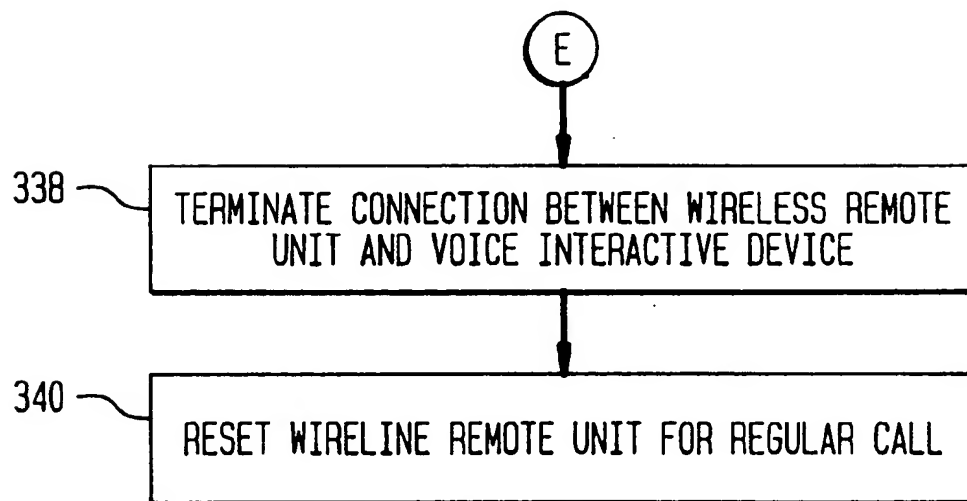 E
338
TERMINATE CONNECTION BETWEEN WIRELESS REMOTE
UNIT AND VOICE INTERACTIVE DEVICE
340
RESET WIRELINE REMOTE UNIT FOR REGULAR CALL